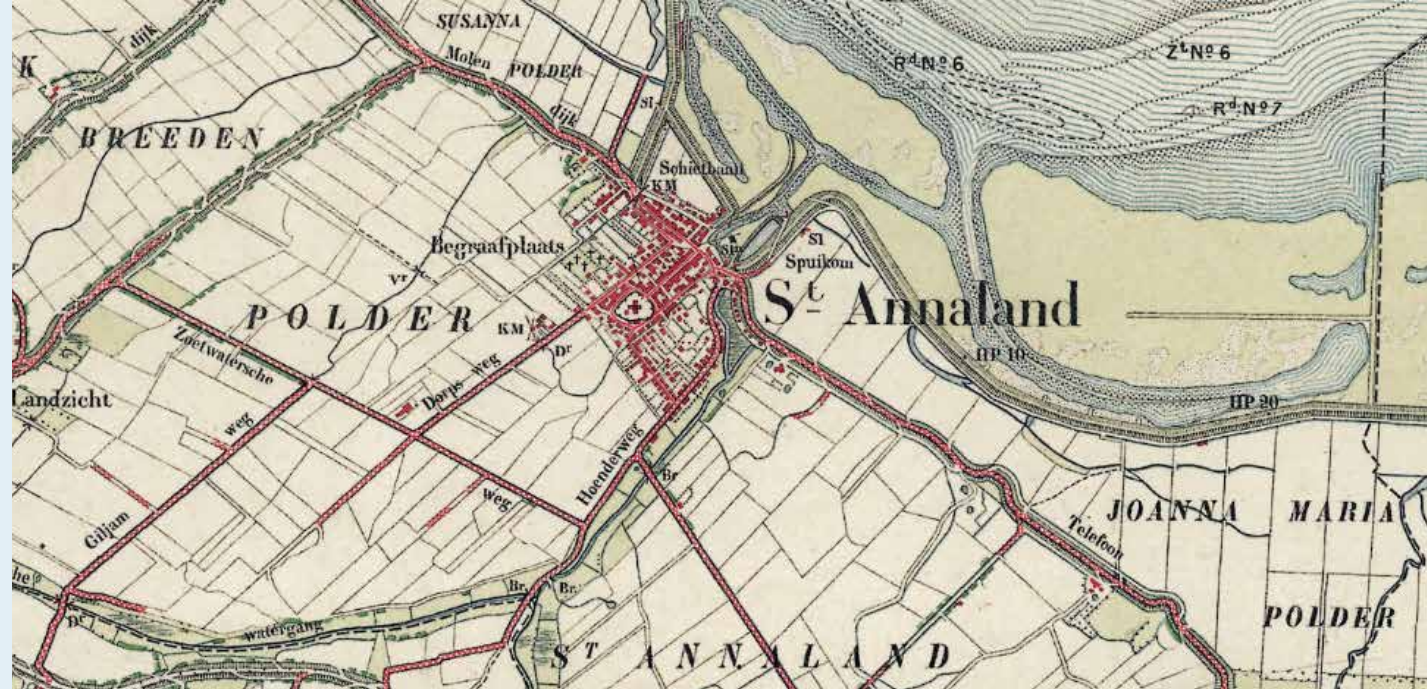 SUSANNA
POLDER
Molen
dijk
dijk
K
BREEDEN
POLDER
Rd No 6
Zt No 6
Rd No 7
Sl.
Schietbaan
KM
Begraafplaats
Vr
Sl
Spuikom
St Annaland
KM
Dr
Dorps-weg
Zoetwatersche
weg
Landzicht
Giljam
weg
Hoenderweg
Br
HP 10
HP 20
JOANNA MARIA
POLDER
Telefoon
Br.
Br.
Dr
watergang
ST ANNALAND